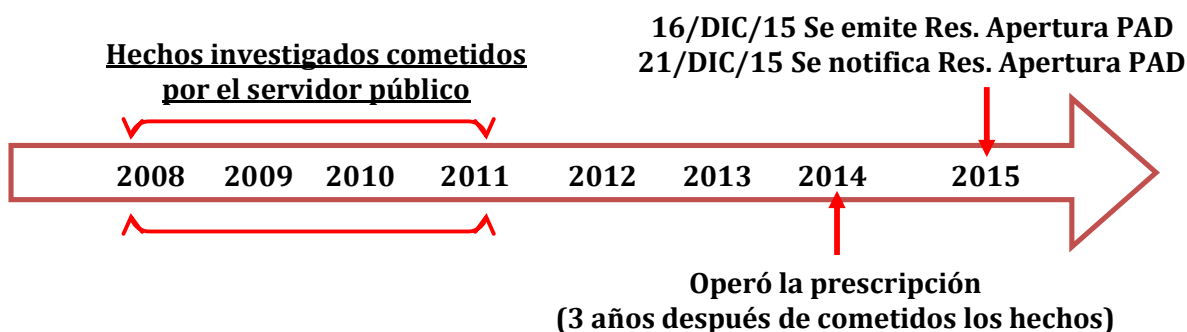 16/DIC/15 Se emite Res. Apertura PAD
21/DIC/15 Se notifica Res. Apertura PAD
Hechos investigados cometidos
por el servidor público
2008 2009 2010 2011 2012 2013 2014 2015
Operó la prescripción
(3 años después de cometidos los hechos)